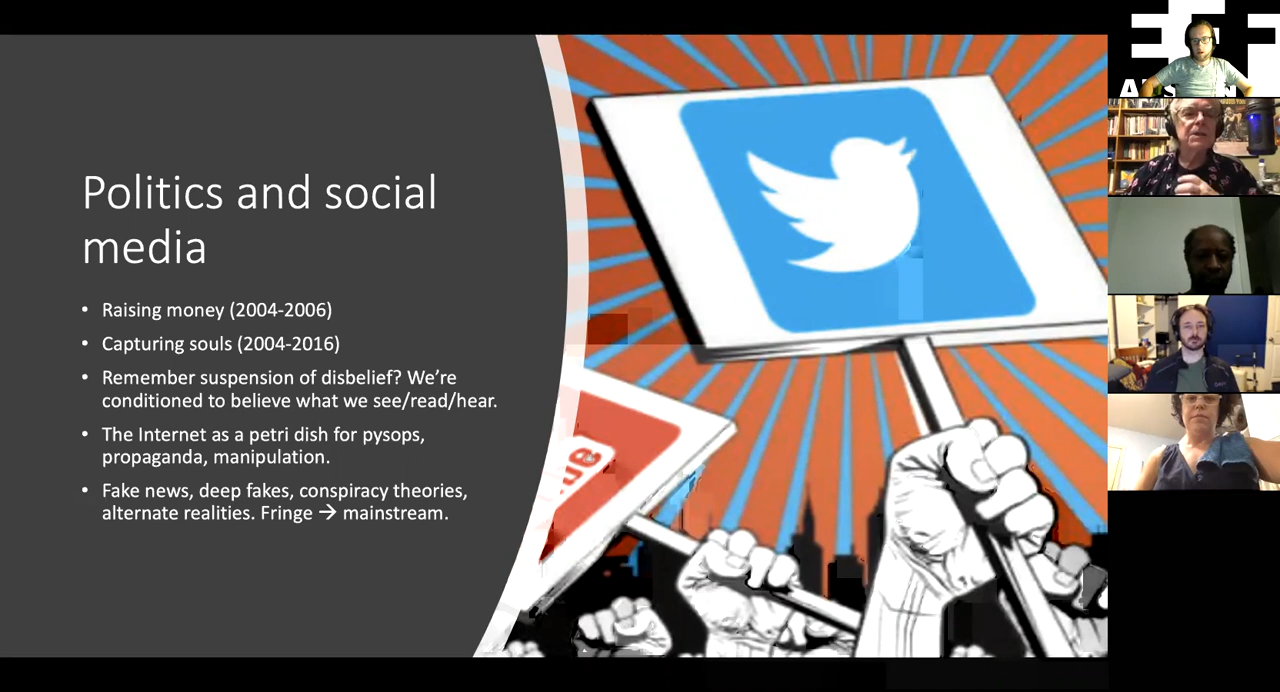 Politics and social
media
• Raising money (2004-2006)
• Capturing souls (2004-2016)
• Remember suspension of disbelief? We’re
conditioned to believe what we see/read/hear.
• The Internet as a petri dish for pysops,
propaganda, manipulation.
• Fake news, deep fakes, conspiracy theories,
alternate realities. Fringe → mainstream.